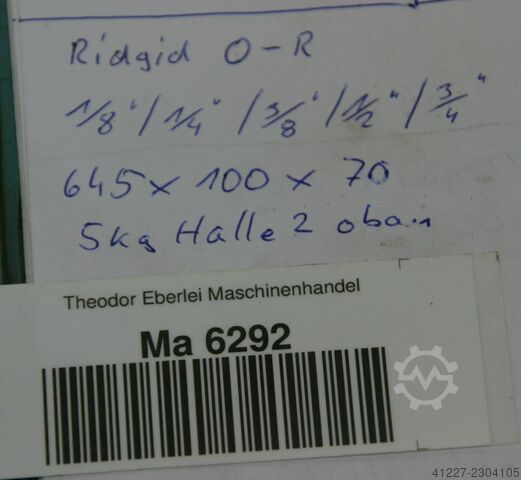 Ridgid O-R
1/8" / 1/4" / 3/8" / 1/2" / 3/4"
645 x 100 x 70
5kg Halle 2 oben
Theodor Eberlei Maschinenhandel
Ma 6292
41227-2304105